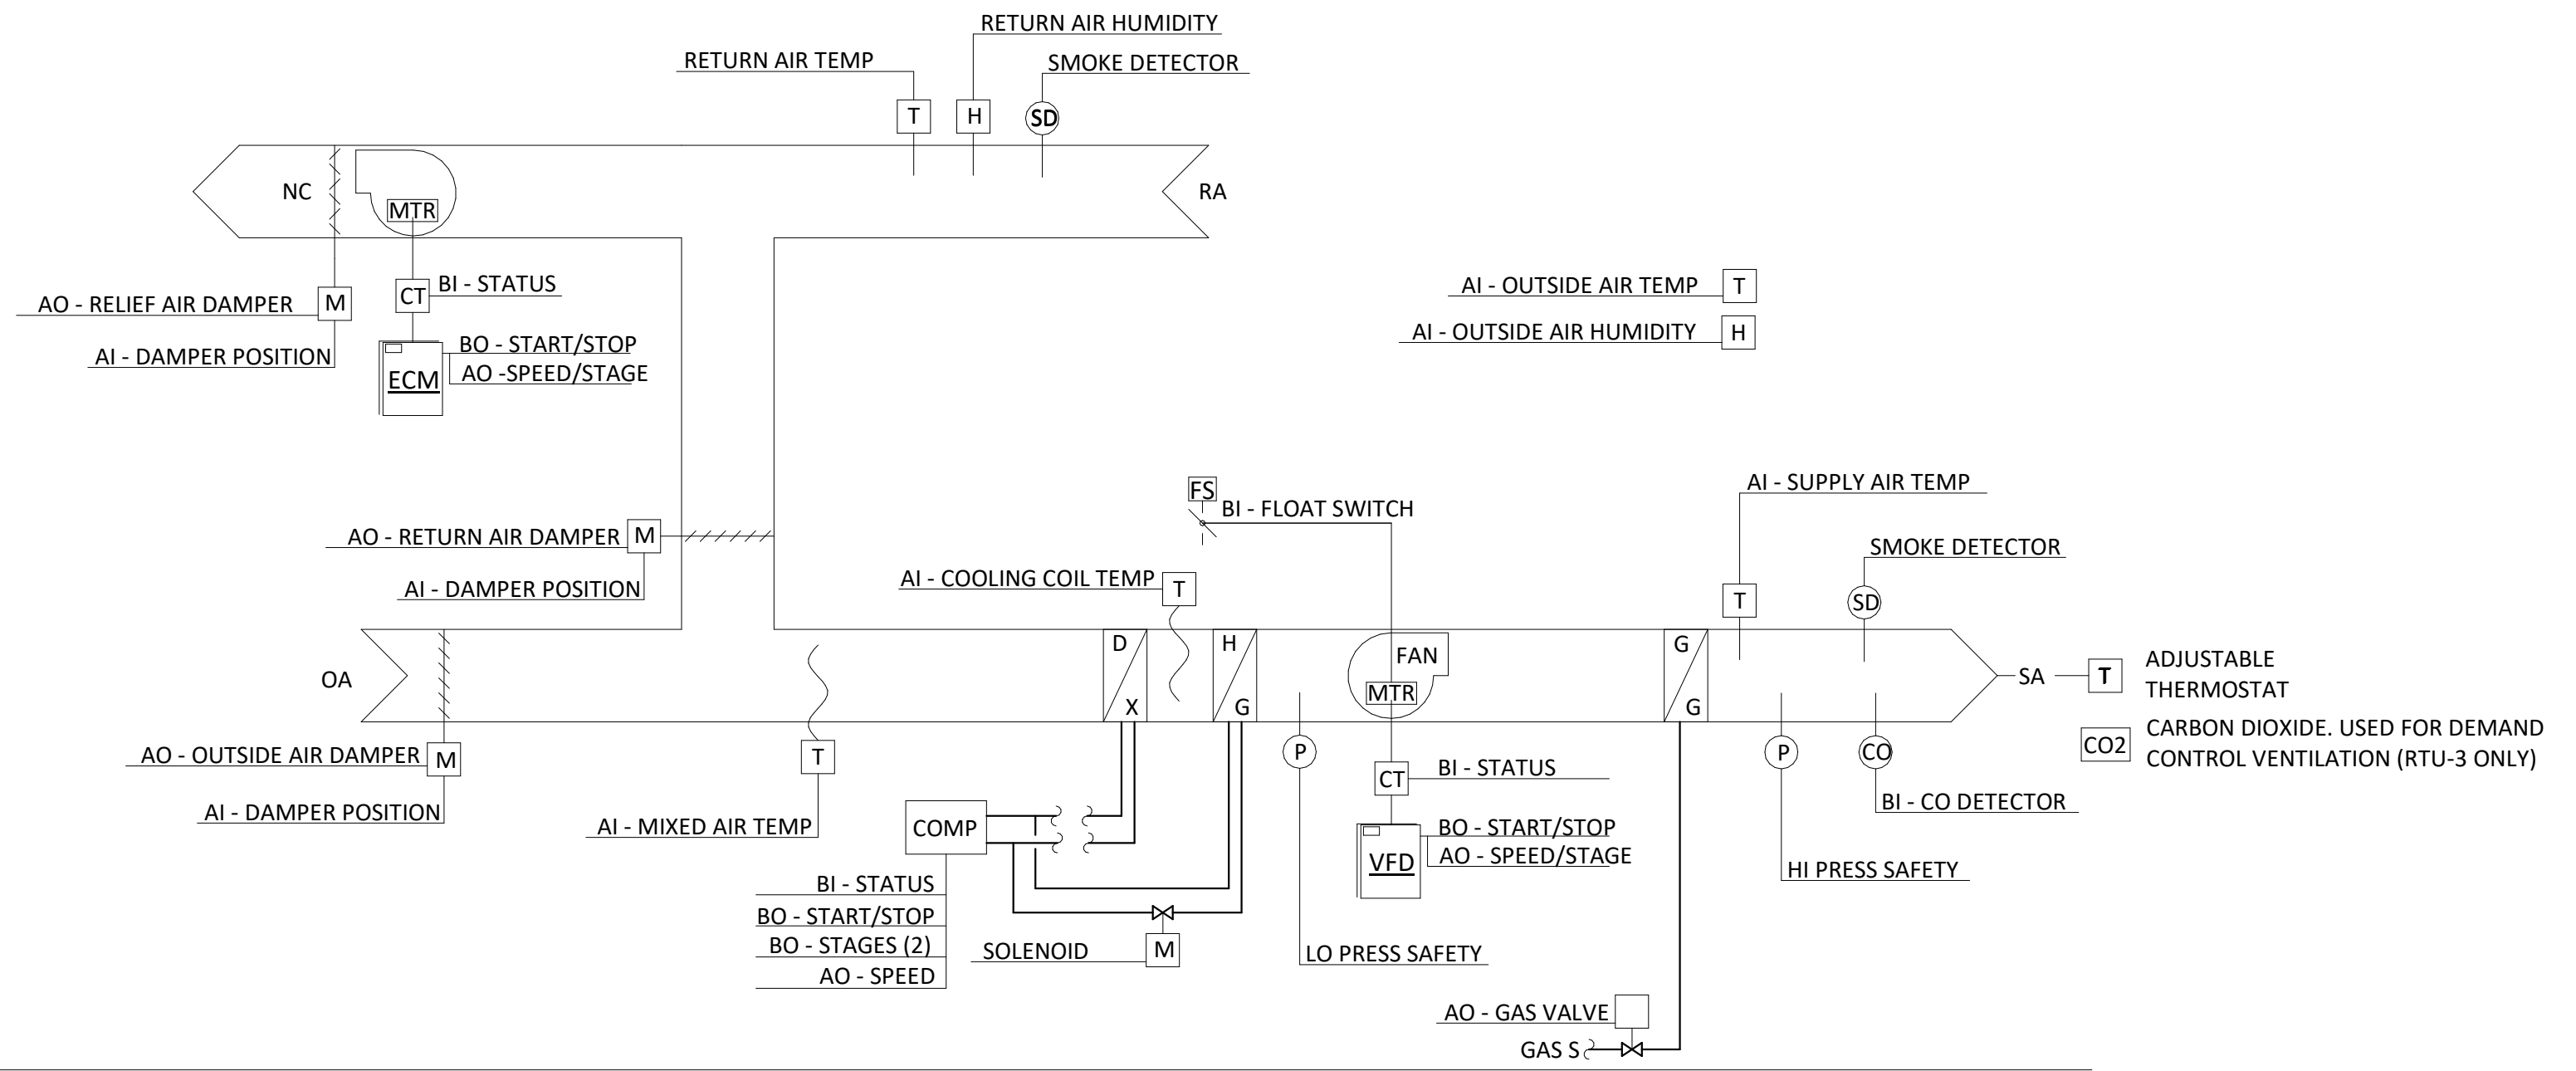 RETURN AIR HUMIDITY
RETURN AIR TEMP
SMOKE DETECTOR
T
H
SD
NC
MTR
RA
AO - RELIEF AIR DAMPER
M
CT
BI - STATUS
AI - DAMPER POSITION
ECM
BO - START/STOP
AO -SPEED/STAGE
AI - OUTSIDE AIR TEMP
T
AI - OUTSIDE AIR HUMIDITY
H
AI - SUPPLY AIR TEMP
FS
BI - FLOAT SWITCH
AO - RETURN AIR DAMPER
M
SMOKE DETECTOR
AI - DAMPER POSITION
AI - COOLING COIL TEMP
T
T
SD
OA
D
X
H
G
FAN
MTR
G
G
SA
T
ADJUSTABLE
THERMOSTAT
CO2
CARBON DIOXIDE. USED FOR DEMAND
CONTROL VENTILATION (RTU-3 ONLY)
AO - OUTSIDE AIR DAMPER
M
T
P
P
CO
CT
BI - STATUS
AI - DAMPER POSITION
AI - MIXED AIR TEMP
COMP
BI - CO DETECTOR
VFD
BO - START/STOP
AO - SPEED/STAGE
HI PRESS SAFETY
BI - STATUS
BO - START/STOP
BO - STAGES (2)
AO - SPEED
SOLENOID
M
LO PRESS SAFETY
AO - GAS VALVE
GAS S